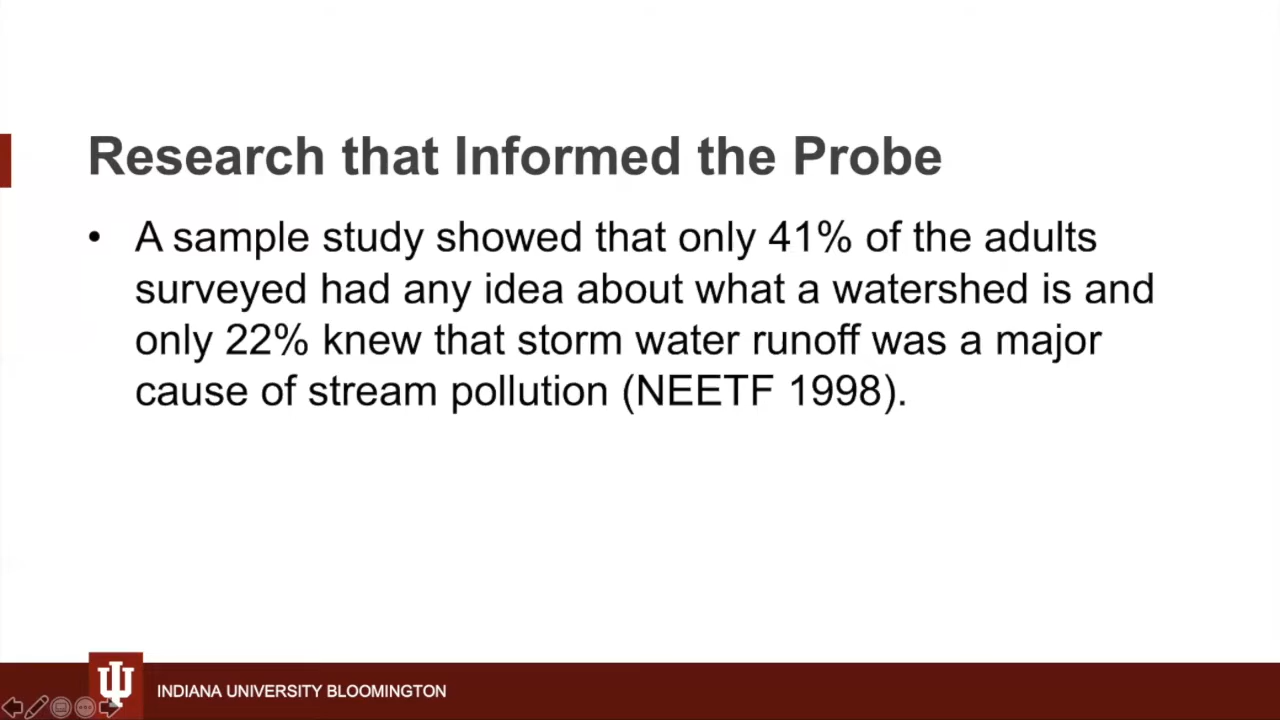 Research that Informed the Probe
• A sample study showed that only 41% of the adults
surveyed had any idea about what a watershed is and
only 22% knew that storm water runoff was a major
cause of stream pollution (NEETF 1998).
INDIANA UNIVERSITY BLOOMINGTON